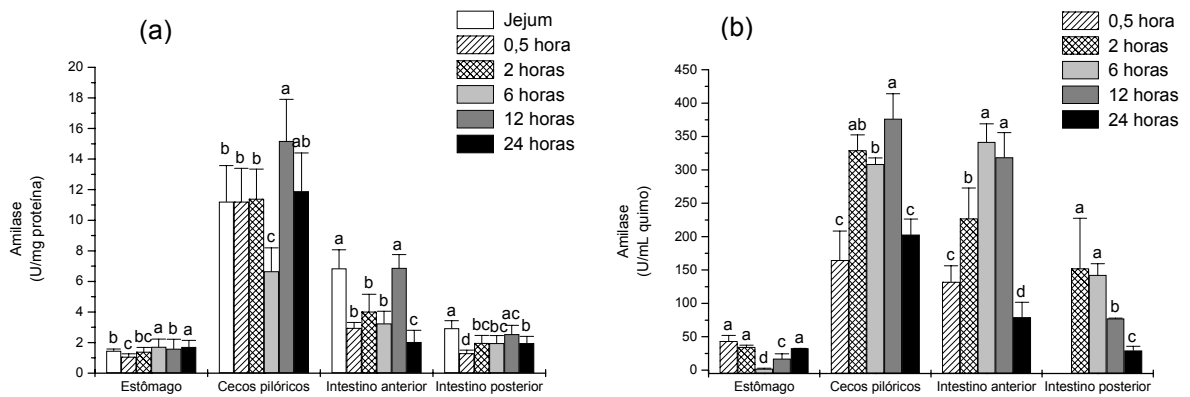 (a)
Jejum
0,5 hora
2 horas
6 horas
12 horas
24 horas
Amilase
(U/mg proteína)
20
18
16
14
12
10
8
6
4
2
0
b c bc a b a
b b b c a ab
a b b b a c
a d bc bc ac bc
Estômago Cecos pilóricos Intestino anterior Intestino posterior
(b)
0,5 hora
2 horas
6 horas
12 horas
24 horas
Amilase
(U/mL quimo)
450
400
350
300
250
200
150
100
50
0
a a d c a
c ab b a c
c b a a d
a a b c
Estômago Cecos pilóricos Intestino anterior Intestino posterior